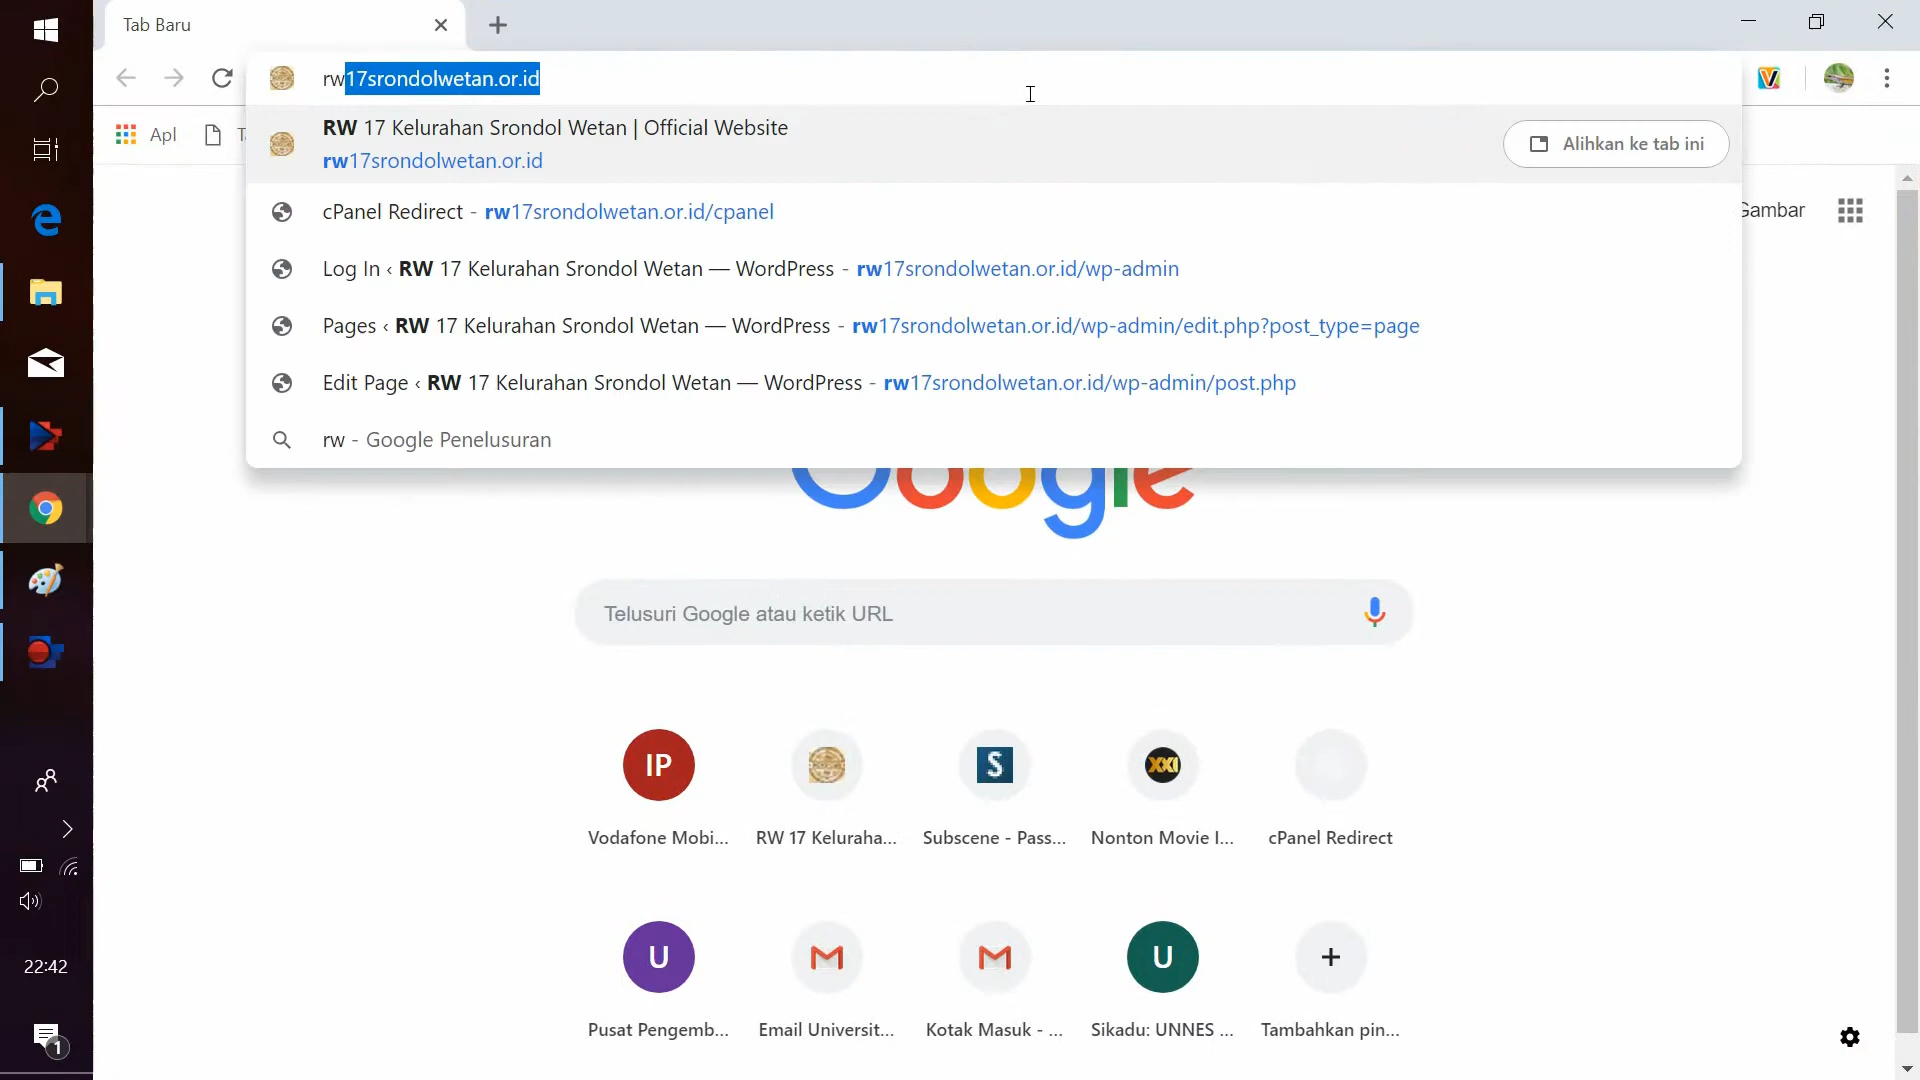 Tab Baru
rw17srondolwetan.or.id
Apl
RW 17 Kelurahan Srondol Wetan | Official Website
rw17srondolwetan.or.id
Alihkan ke tab ini
cPanel Redirect - rw17srondolwetan.or.id/cpanel
Gambar
Log In ‹ RW 17 Kelurahan Srondol Wetan — WordPress - rw17srondolwetan.or.id/wp-admin
Pages ‹ RW 17 Kelurahan Srondol Wetan — WordPress - rw17srondolwetan.or.id/wp-admin/edit.php?post_type=page
Edit Page ‹ RW 17 Kelurahan Srondol Wetan — WordPress - rw17srondolwetan.or.id/wp-admin/post.php
rw - Google Penelusuran
Google
Telusuri Google atau ketik URL
IP S XXI
Vodafone Mobi... RW 17 Keluraha... Subscene - Pass... Nonton Movie I... cPanel Redirect
U U
Pusat Pengemb... Email Universit... Kotak Masuk - ... Sikadu: UNNES ... Tambahkan pin...
22:42
1